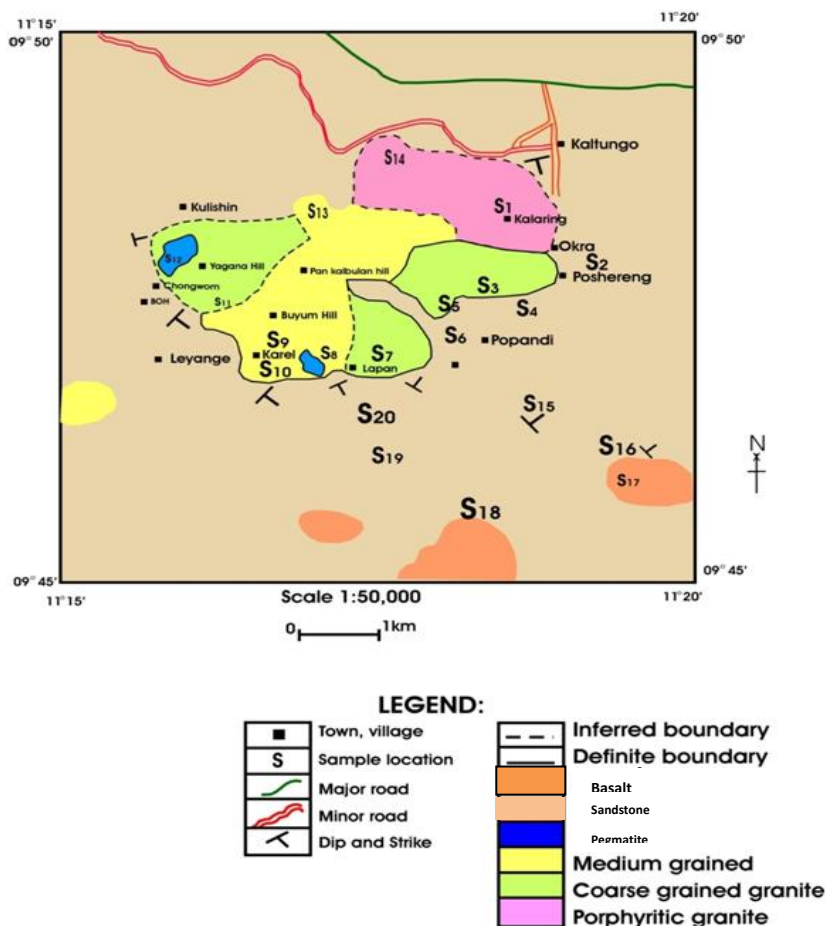 11°15'
11°20'
09°50'
09°50'
Kaltungo
S14
Kulishin
S13
S1
Kalaring
Okra
S2
S12
Yagana Hill
Pan kalbulan hill
Poshereng
Chongwom
S3
BOH
S11
S5
S4
Buyum Hill
S6
S9
Popandi
Leyange
Karel
S8
S7
S10
Lapan
S15
S20
S16
S19
S17
S18
09°45'
09°45'
11°15'
11°20'
Scale 1:50,000
0
1km
N
LEGEND:
Town, village
S
Sample location
Major road
Minor road
Dip and Strike
Inferred boundary
Definite boundary
Basalt
Sandstone
Pegmatite
Medium grained
Coarse grained granite
Porphyritic granite